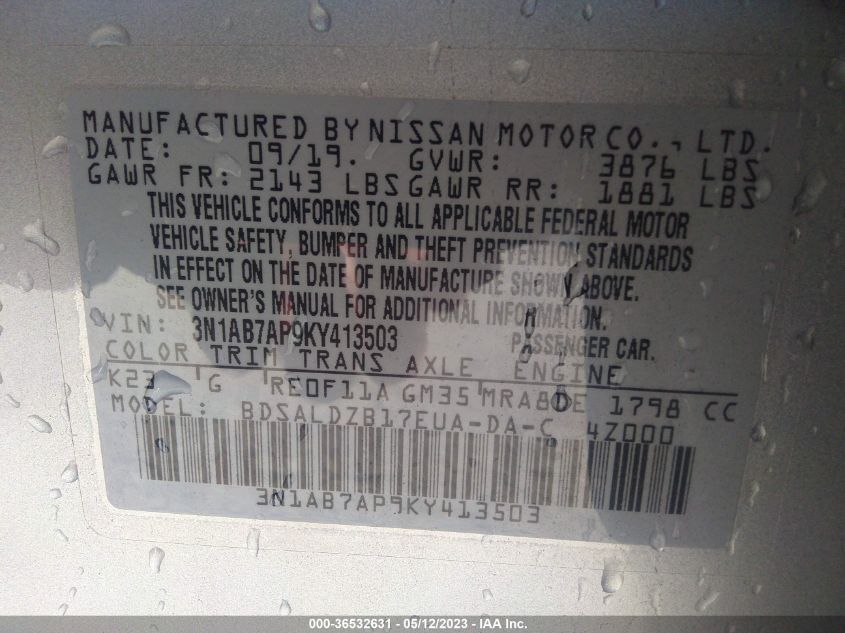 MANUFACTURED BY NISSAN MOTOR CO., LTD.
DATE: 09/19. GVWR: 3876 LBS
GAWR FR: 2143 LBS GAWR RR: 1881 LBS
THIS VEHICLE CONFORMS TO ALL APPLICABLE FEDERAL MOTOR
VEHICLE SAFETY, BUMPER AND THEFT PREVENTION STANDARDS
IN EFFECT ON THE DATE OF MANUFACTURE SHOWN ABOVE.
SEE OWNER'S MANUAL FOR ADDITIONAL INFORMATION.
VIN: 3N1AB7AP9KY413503 PASSENGER CAR.
COLOR TRIM TRANS AXLE ENGINE
K23 G RE0F11A GM35 MRA8DE 1798 CC
MODEL: BDSALDZB17EUA-DA-C 4Z000
3N1AB7AP9KY413503
000-36532631 - 05/12/2023 - IAA Inc.